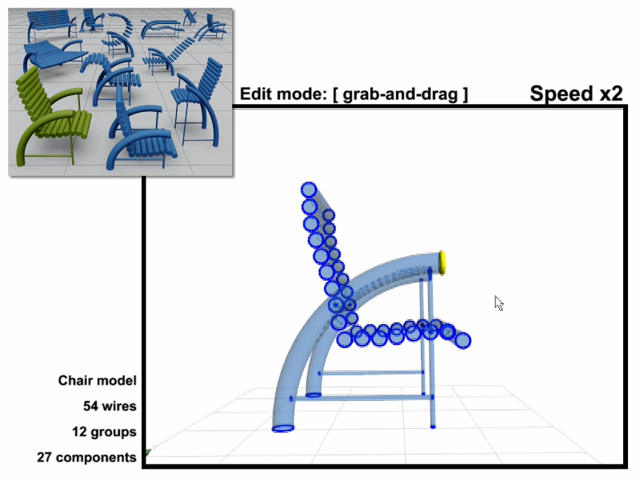 Edit mode: [ grab-and-drag ] Speed x2
Chair model
54 wires
12 groups
27 components